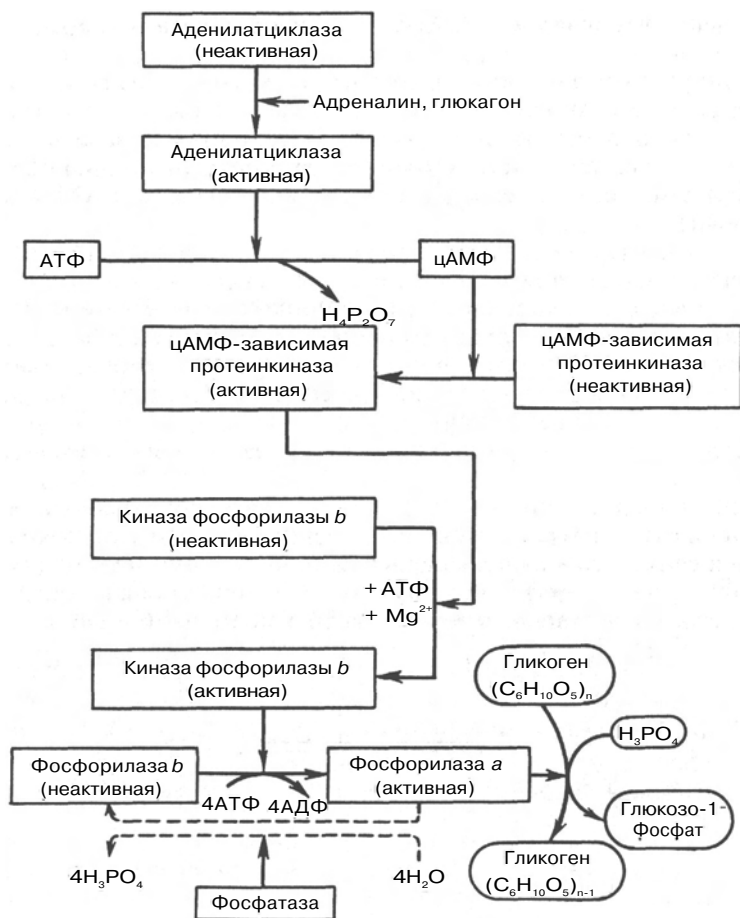 Аденилатциклаза
(неактивная)
Адреналин, глюкагон
Аденилатциклаза
(активная)
АТФ
цАМФ
H₄P₂O₇
цАМФ-зависимая
протеинкиназа
(активная)
цАМФ-зависимая
протеинкиназа
(неактивная)
Киназа фосфорилазы b
(неактивная)
+ АТФ
+ Mg²⁺
Киназа фосфорилазы b
(активная)
Гликоген
(C₆H₁₀O₅)ₙ
H₃PO₄
Фосфорилаза b
(неактивная)
4АТФ 4АДФ
Фосфорилаза a
(активная)
Глюкозо-1-
Фосфат
4H₃PO₄
4H₂O
Гликоген
(C₆H₁₀O₅)ₙ₋₁
Фосфатаза